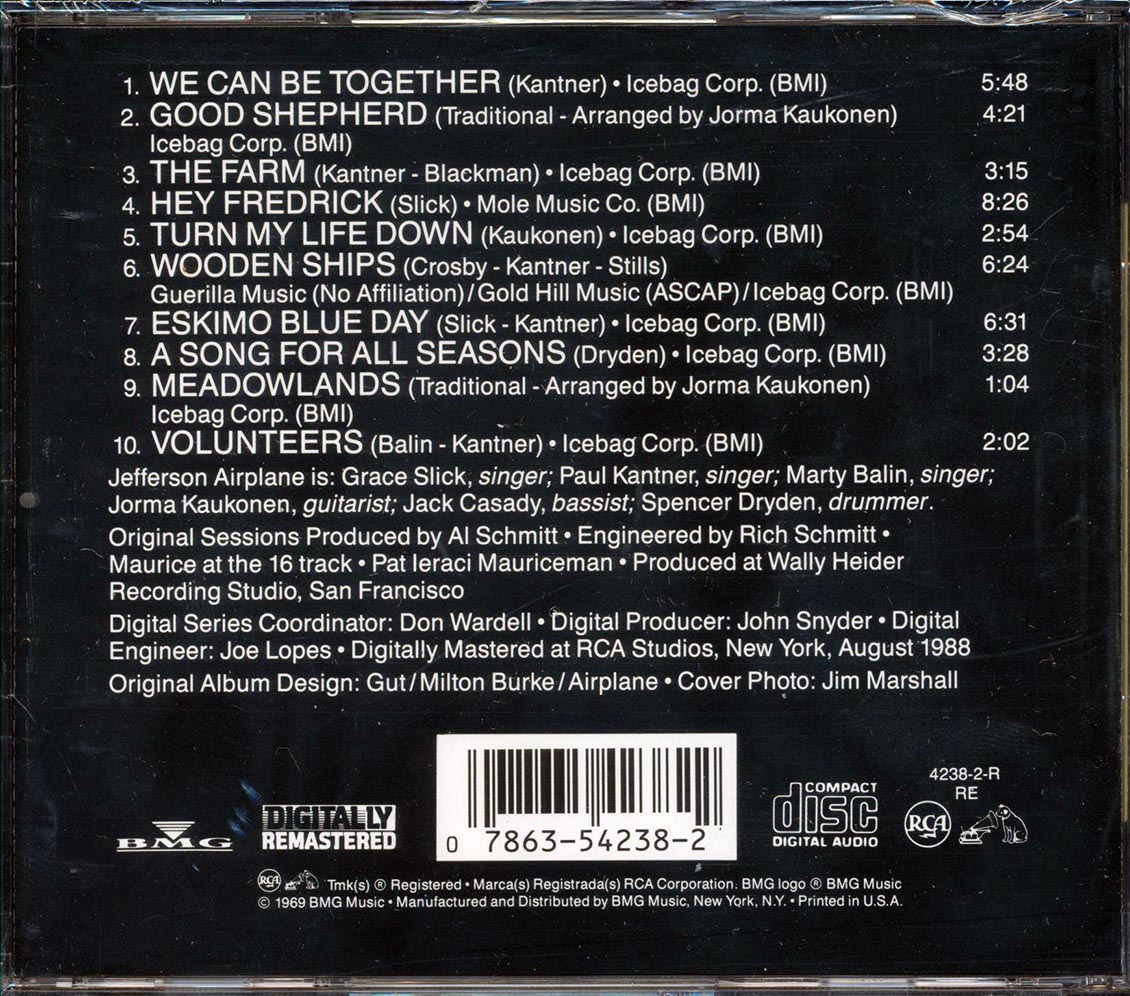 1. WE CAN BE TOGETHER (Kantner) • Icebag Corp. (BMI) 5:48
2. GOOD SHEPHERD (Traditional - Arranged by Jorma Kaukonen) 4:21
Icebag Corp. (BMI)
3. THE FARM (Kantner - Blackman) • Icebag Corp. (BMI) 3:15
4. HEY FREDRICK (Slick) • Mole Music Co. (BMI) 8:26
5. TURN MY LIFE DOWN (Kaukonen) • Icebag Corp. (BMI) 2:54
6. WOODEN SHIPS (Crosby - Kantner - Stills) 6:24
Guerilla Music (No Affiliation)/Gold Hill Music (ASCAP)/Icebag Corp. (BMI)
7. ESKIMO BLUE DAY (Slick - Kantner) • Icebag Corp. (BMI) 6:31
8. A SONG FOR ALL SEASONS (Dryden) • Icebag Corp. (BMI) 3:28
9. MEADOWLANDS (Traditional - Arranged by Jorma Kaukonen) 1:04
Icebag Corp. (BMI)
10. VOLUNTEERS (Balin - Kantner) • Icebag Corp. (BMI) 2:02
Jefferson Airplane is: Grace Slick, singer; Paul Kantner, singer; Marty Balin, singer;
Jorma Kaukonen, guitarist; Jack Casady, bassist; Spencer Dryden, drummer.
Original Sessions Produced by Al Schmitt • Engineered by Rich Schmitt •
Maurice at the 16 track • Pat Ieraci Mauriceman • Produced at Wally Heider
Recording Studio, San Francisco
Digital Series Coordinator: Don Wardell • Digital Producer: John Snyder • Digital
Engineer: Joe Lopes • Digitally Mastered at RCA Studios, New York, August 1988
Original Album Design: Gut/Milton Burke/Airplane • Cover Photo: Jim Marshall
BMG
DIGITALLY
REMASTERED
0 7863-54238-2
COMPACT
disc
DIGITAL AUDIO
4238-2-R
RE
RCA
RCA Tmk(s) ® Registered • Marca(s) Registrada(s) RCA Corporation. BMG logo ® BMG Music
© 1969 BMG Music • Manufactured and Distributed by BMG Music, New York, N.Y. • Printed in U.S.A.